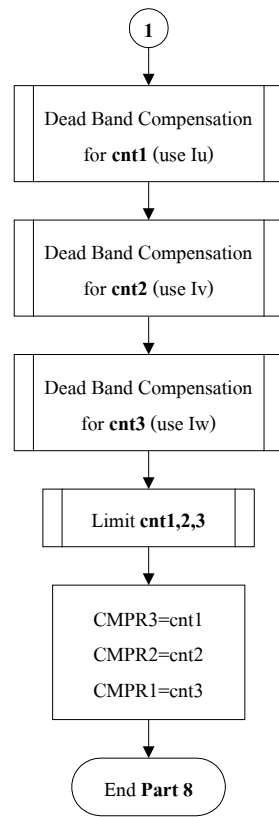 1
Dead Band Compensation
for cnt1 (use Iu)
Dead Band Compensation
for cnt2 (use Iv)
Dead Band Compensation
for cnt3 (use Iw)
Limit cnt1,2,3
CMPR3=cnt1
CMPR2=cnt2
CMPR1=cnt3
End Part 8